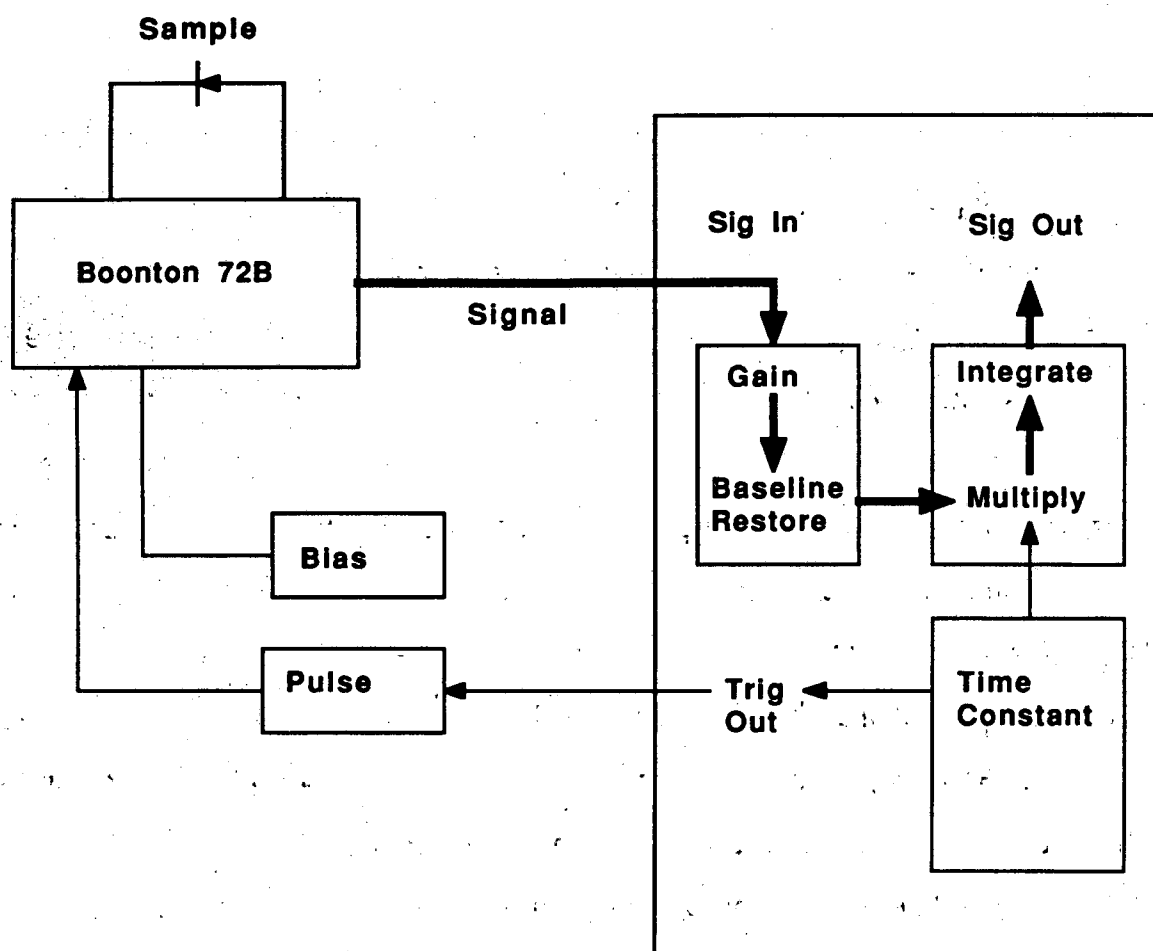 Sample
Boonton 72B
Signal
Sig In
Sig Out
Gain
Baseline
Restore
Integrate
Multiply
Bias
Pulse
Trig
Out
Time
Constant